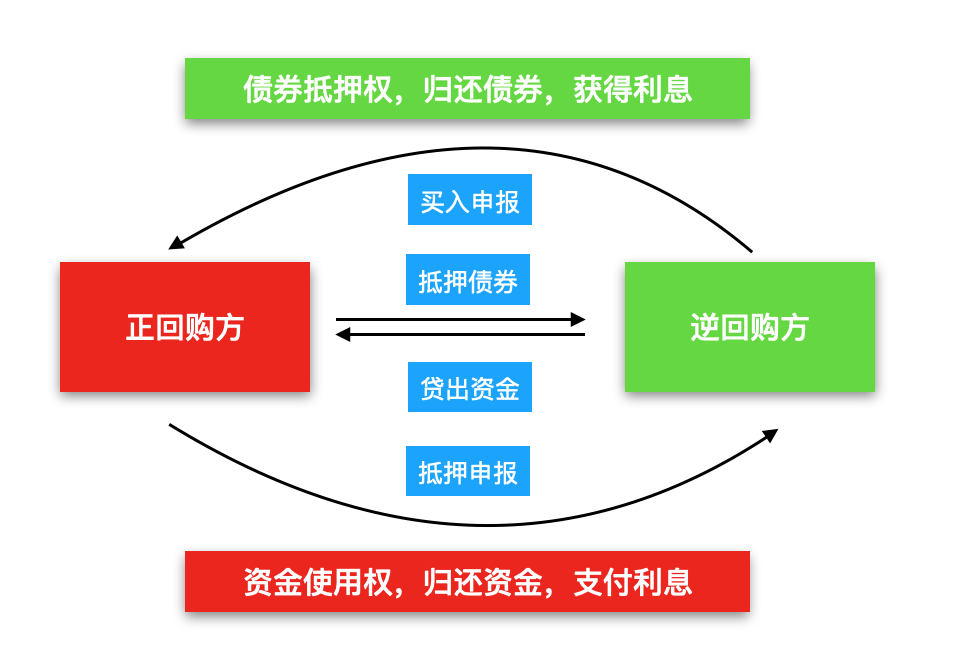 债券抵押权，归还债券，获得利息
买入申报
抵押债券
正回购方
逆回购方
贷出资金
抵押申报
资金使用权，归还资金，支付利息